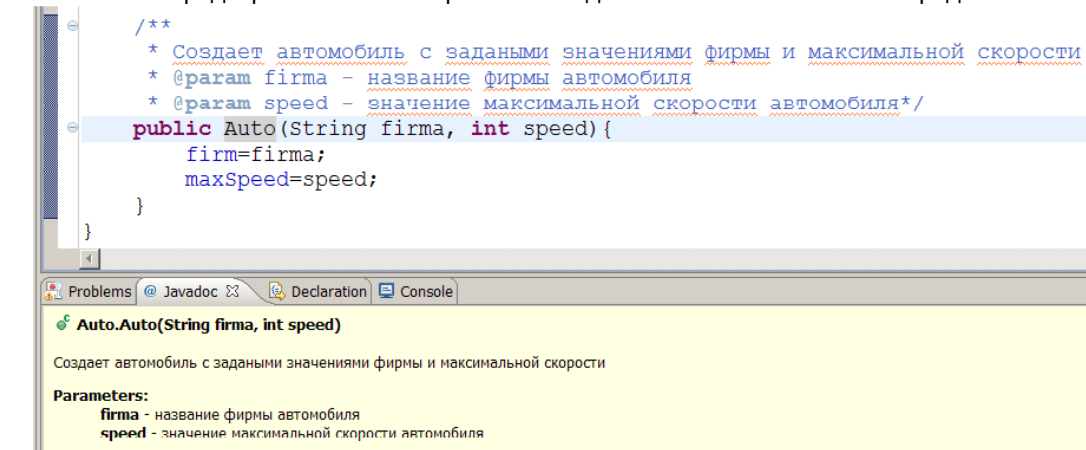 /**
* Создает автомобиль с задаными значениями фирмы и максимальной скорости
* @param firma - название фирмы автомобиля
* @param speed - значение максимальной скорости автомобиля*/
public Auto(String firma, int speed){
firm=firma;
maxSpeed=speed;
}
}
Problems @ Javadoc Declaration Console
Auto.Auto(String firma, int speed)
Создает автомобиль с задаными значениями фирмы и максимальной скорости
Parameters:
firma - название фирмы автомобиля
speed - значение максимальной скорости автомобиля